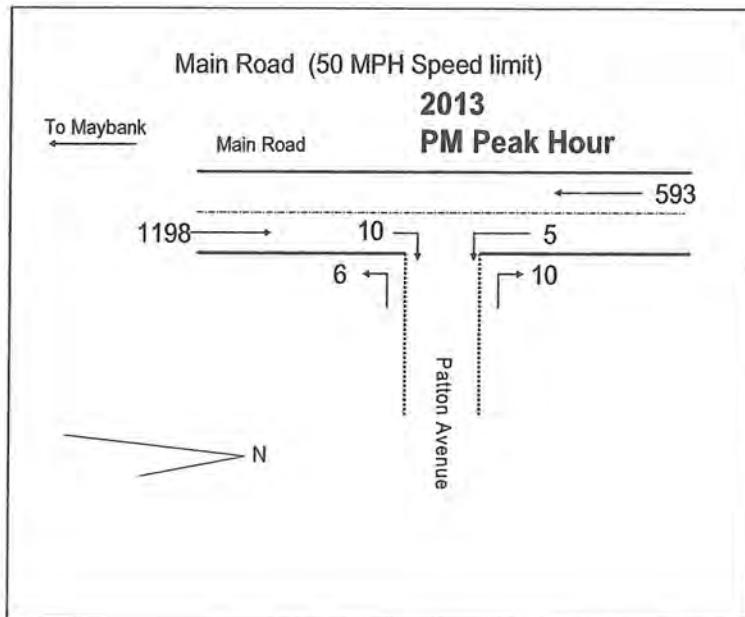 Main Road (50 MPH Speed limit)
2013
To Maybank
Main Road
PM Peak Hour
593
1198
10
5
6
10
Patton Avenue
N